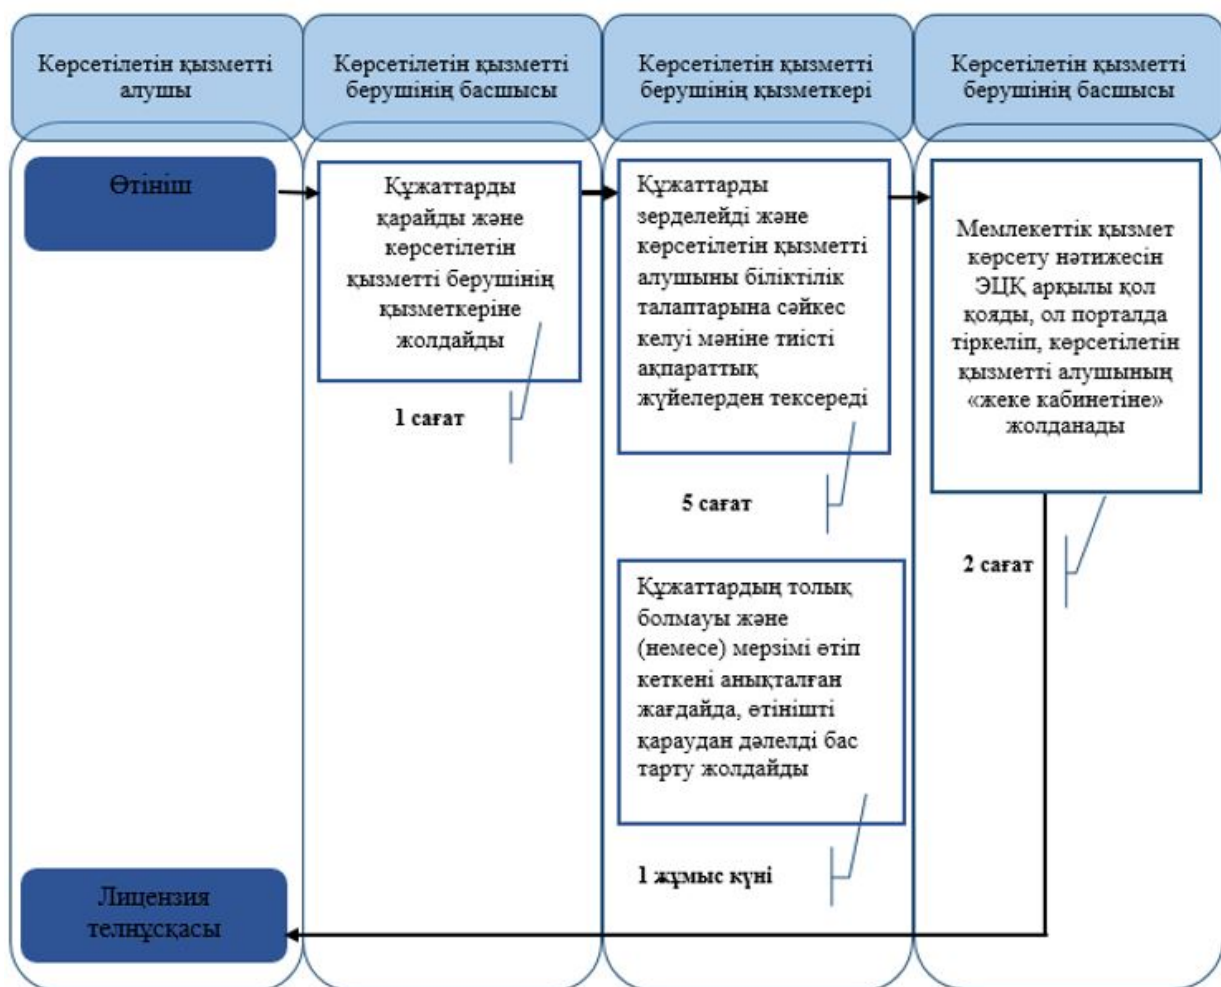 Көрсетілетін қызметті
алушы
Көрсетілетін қызметті
берушінің басшысы
Көрсетілетін қызметті
берушінің қызметкері
Көрсетілетін қызметті
берушінің басшысы
Өтініш
Құжаттарды
қарайды және
көрсетілетін
қызметті берушінің
қызметкеріне
жолдайды
1 сағат
Құжаттарды
зерделейді және
көрсетілетін қызметті
алушыны біліктілік
талаптарына сәйкес
келуі мәніне тиісті
ақпараттық
жүйелерден тексереді
5 сағат
Мемлекеттік қызмет
көрсету нәтижесін
ЭЦҚ арқылы қол
қояды, ол порталда
тіркеліп, көрсетілетін
қызметті алушының
«жеке кабинетіне»
жолданады
2 сағат
Құжаттардың толық
болмауы және
(немесе) мерзімі өтіп
кеткені анықталған
жағдайда, өтінішті
қараудан дәлелді бас
тарту жолдайды
1 жұмыс күні
Лицензия
телнұсқасы